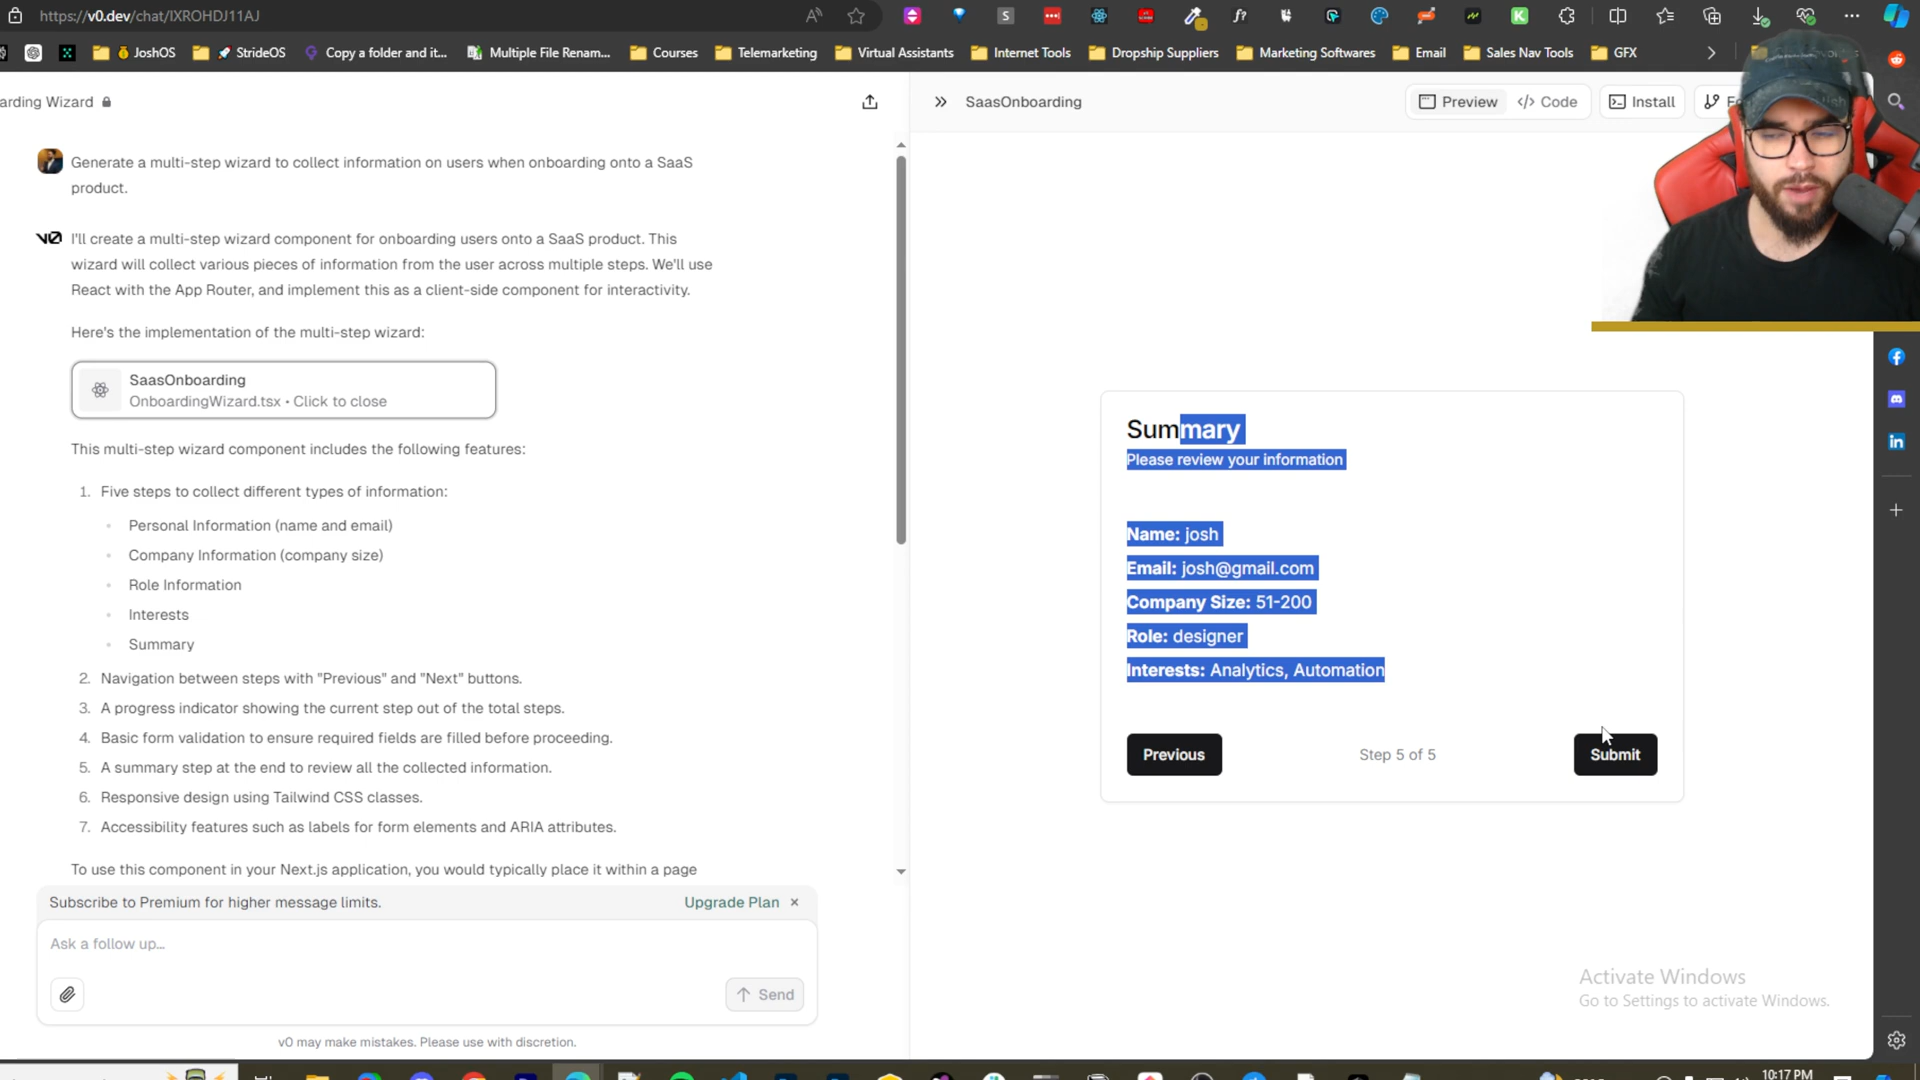 https://v0.dev/chat/IXROHDJ11AJ
JoshOS
StrideOS
Copy a folder and it...
Multiple File Renam...
Courses
Telemarketing
Virtual Assistants
Internet Tools
Dropship Suppliers
Marketing Softwares
Email
Sales Nav Tools
GFX
arding Wizard
SaasOnboarding
Preview
</> Code
Install
Generate a multi-step wizard to collect information on users when onboarding onto a SaaS
product.
I'll create a multi-step wizard component for onboarding users onto a SaaS product. This
wizard will collect various pieces of information from the user across multiple steps. We'll use
React with the App Router, and implement this as a client-side component for interactivity.
Here's the implementation of the multi-step wizard:
SaasOnboarding
OnboardingWizard.tsx • Click to close
This multi-step wizard component includes the following features:
1. Five steps to collect different types of information:
• Personal Information (name and email)
• Company Information (company size)
• Role Information
• Interests
• Summary
2. Navigation between steps with "Previous" and "Next" buttons.
3. A progress indicator showing the current step out of the total steps.
4. Basic form validation to ensure required fields are filled before proceeding.
5. A summary step at the end to review all the collected information.
6. Responsive design using Tailwind CSS classes.
7. Accessibility features such as labels for form elements and ARIA attributes.
To use this component in your Next.js application, you would typically place it within a page
Subscribe to Premium for higher message limits.
Upgrade Plan ×
Ask a follow up...
Send
v0 may make mistakes. Please use with discretion.
Summary
Please review your information
Name: josh
Email: josh@gmail.com
Company Size: 51-200
Role: designer
Interests: Analytics, Automation
Previous
Step 5 of 5
Submit
Activate Windows
Go to Settings to activate Windows.
10:17 PM